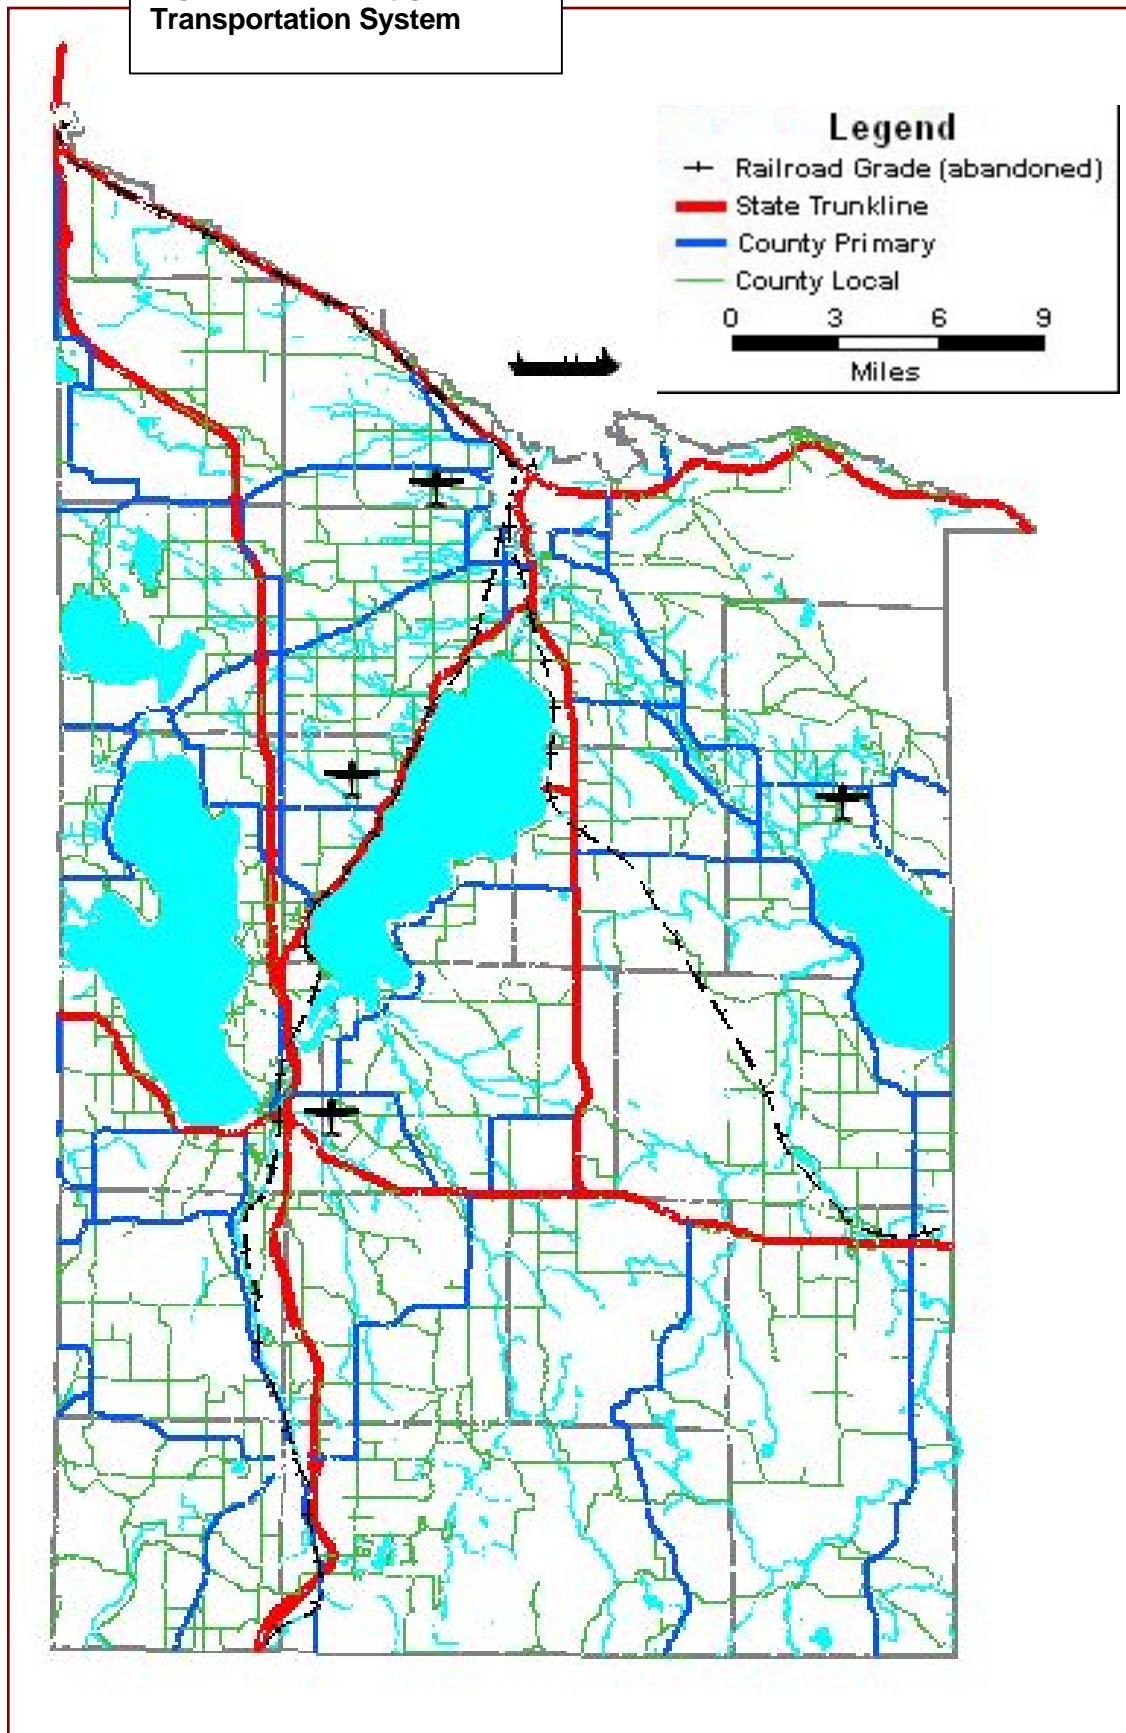 Transportation System
Legend
Railroad Grade (abandoned)
State Trunkline
County Primary
County Local
0 3 6 9
Miles